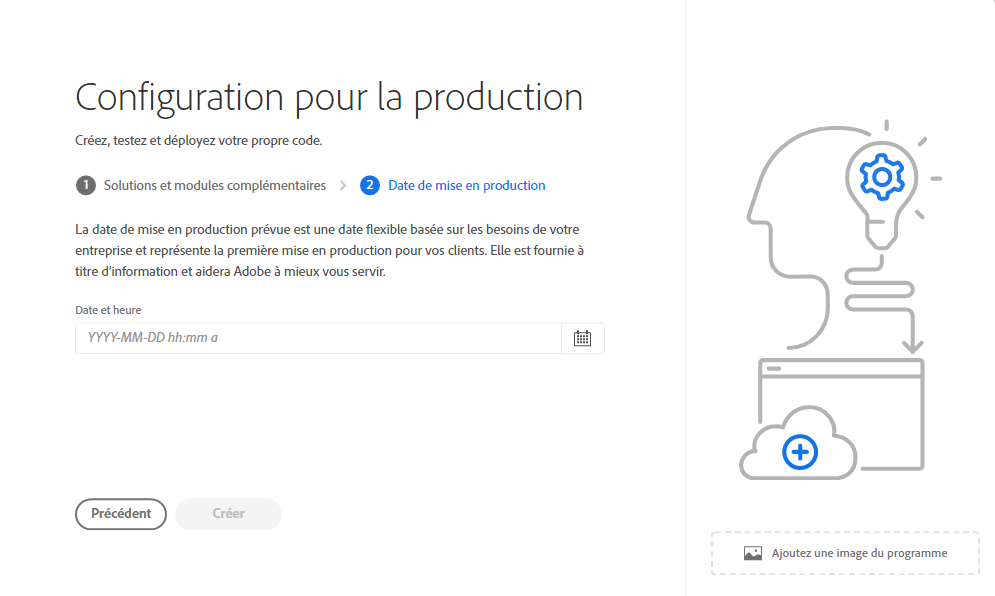 Configuration pour la production
Créez, testez et déployez votre propre code.
1 Solutions et modules complémentaires > 2 Date de mise en production
La date de mise en production prévue est une date flexible basée sur les besoins de votre
entreprise et représente la première mise en production pour vos clients. Elle est fournie à
titre d’information et aidera Adobe à mieux vous servir.
Date et heure
YYYY-MM-DD hh:mm a
Précédent Créer
Ajoutez une image du programme